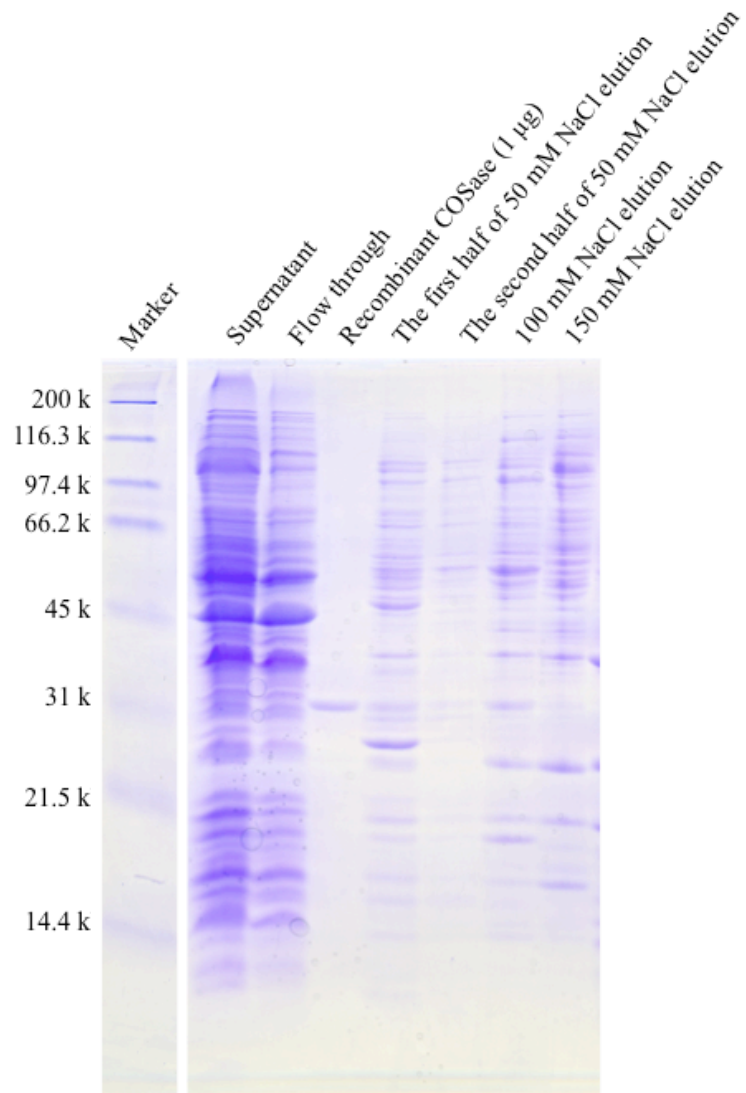 Marker
Supernatant
Flow through
Recombinant COSase (1 µg)
The first half of 50 mM NaCl elution
The second half of 50 mM NaCl elution
100 mM NaCl elution
150 mM NaCl elution
200 k
116.3 k
97.4 k
66.2 k
45 k
31 k
21.5 k
14.4 k